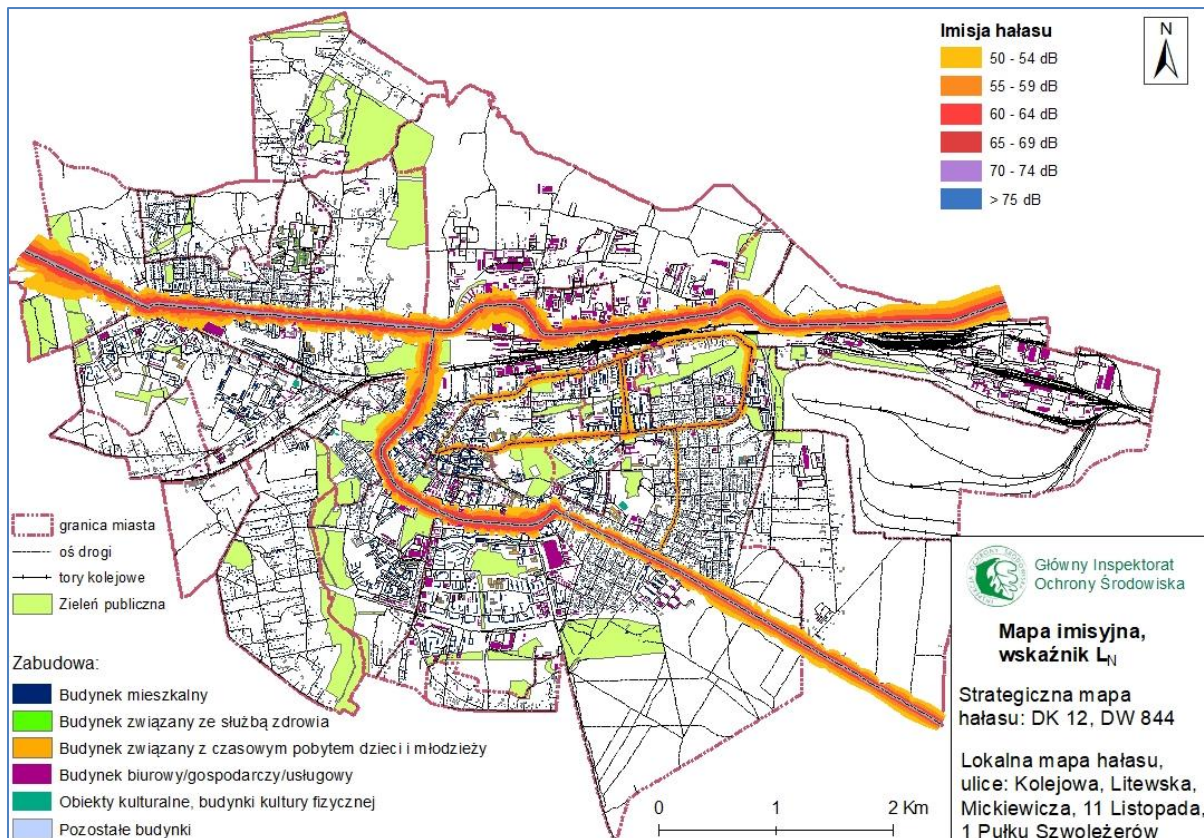 Imisja hałasu
50 - 54 dB
55 - 59 dB
60 - 64 dB
65 - 69 dB
70 - 74 dB
> 75 dB
N
granica miasta
oś drogi
tory kolejowe
Zieleń publiczna
Zabudowa:
Budynek mieszkalny
Budynek związany ze służbą zdrowia
Budynek związany z czasowym pobytem dzieci i młodzieży
Budynek biurowy/gospodarczy/usługowy
Obiekty kulturalne, budynki kultury fizycznej
Pozostałe budynki
0 1 2 Km
Główny Inspektorat
Ochrony Środowiska
Mapa imisyjna,
wskaźnik LN
Strategiczna mapa
hałasu: DK 12, DW 844
Lokalna mapa hałasu,
ulice: Kolejowa, Litewska,
Mickiewicza, 11 Listopada,
1 Pułku Szwoleżerów